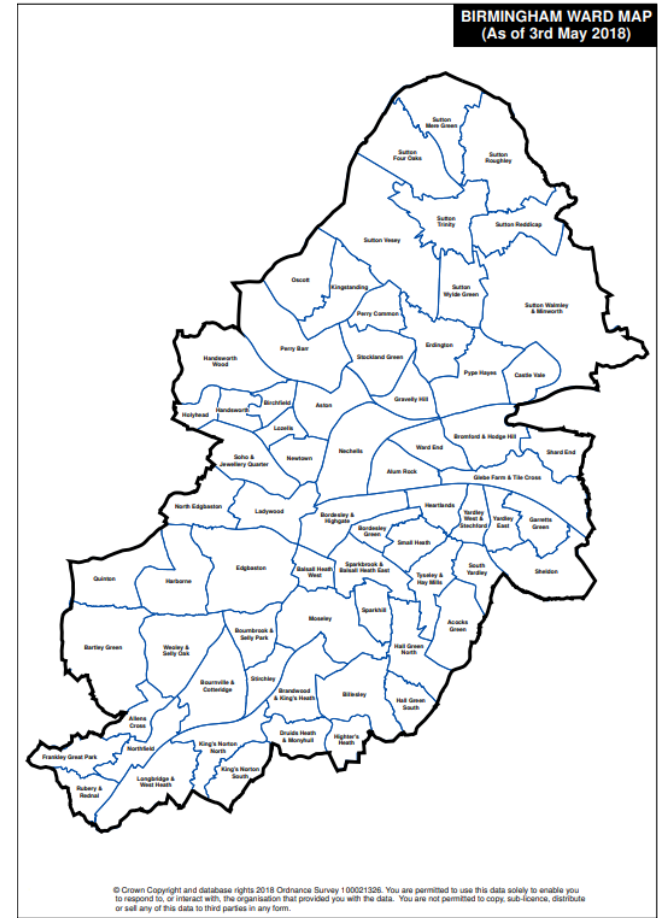 BIRMINGHAM WARD MAP
(As of 3rd May 2018)
Sutton
Mere Green
Sutton
Four Oaks
Sutton
Roughley
Sutton
Trinity
Sutton Reddicap
Sutton Vesey
Oscott
Kingstanding
Sutton
Wylde Green
Sutton Walmley
& Minworth
Perry Common
Perry Barr
Stockland Green
Erdington
Handsworth
Wood
Pype Hayes
Castle Vale
Gravelly Hill
Holyhead
Handsworth
Birchfield
Aston
Lozells
Bromford & Hodge Hill
Ward End
Shard End
Nechells
Soho &
Jewellery Quarter
Newtown
Alum Rock
Glebe Farm & Tile Cross
North Edgbaston
Ladywood
Heartlands
Bordesley &
Highgate
Yardley
West &
Stechford
Yardley
East
Garretts
Green
Bordesley
Green
Small Heath
Edgbaston
Balsall Heath
West
Sparkbrook &
Balsall Heath East
South
Yardley
Sheldon
Tyseley &
Hay Mills
Quinton
Harborne
Sparkhill
Moseley
Acocks
Green
Bournbrook &
Selly Park
Bartley Green
Weoley &
Selly Oak
Hall Green
North
Stirchley
Bournville &
Cotteridge
Brandwood
& King's Heath
Billesley
Hall Green
South
Allens
Cross
Druids Heath
& Monyhull
Highter's
Heath
Northfield
King's Norton
North
Frankley Great Park
King's Norton
South
Longbridge &
West Heath
Rubery &
Rednal
© Crown Copyright and database rights 2018 Ordnance Survey 100021326. You are permitted to use this data solely to enable you
to respond to, or interact with, the organisation that provided you with the data. You are not permitted to copy, sub-licence, distribute
or sell any of this data to third parties in any form.